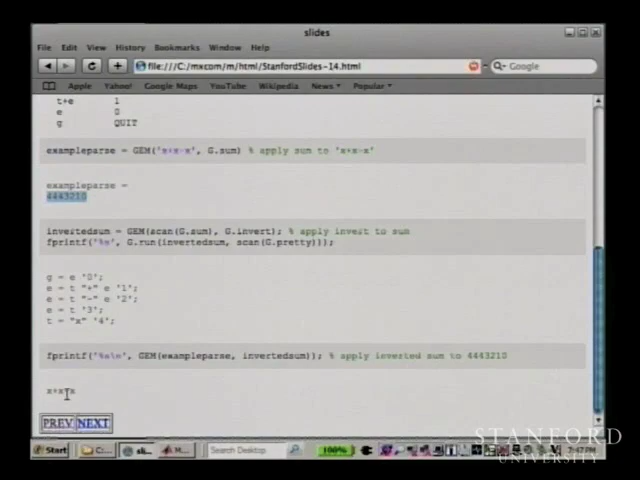 slides
File Edit View History Bookmarks Window Help
file:///C:/mxcom/m/html/StanfordSlides-14.html
Google
Apple Yahoo! Google Maps YouTube Wikipedia News Popular
t+e 1
e 0
g QUIT
exampleparse = GEM('x+x-x', G.sum) % apply sum to 'x+x-x'
exampleparse =
4443210
invertedsum = GEM(scan(G.sum), G.invert); % apply invert to sum
fprintf('%s', G.run(invertedsum, scan(G.pretty)));
g = e '0';
e = t "+" e '1';
e = t "-" e '2';
e = t '3';
t = "x" '4';
fprintf('%s\n', GEM(exampleparse, invertedsum)); % apply inverted sum to 4443210
PREV NEXT
Start C:... sli... M... Search Desktop 100%
STANFORD
UNIVERSITY